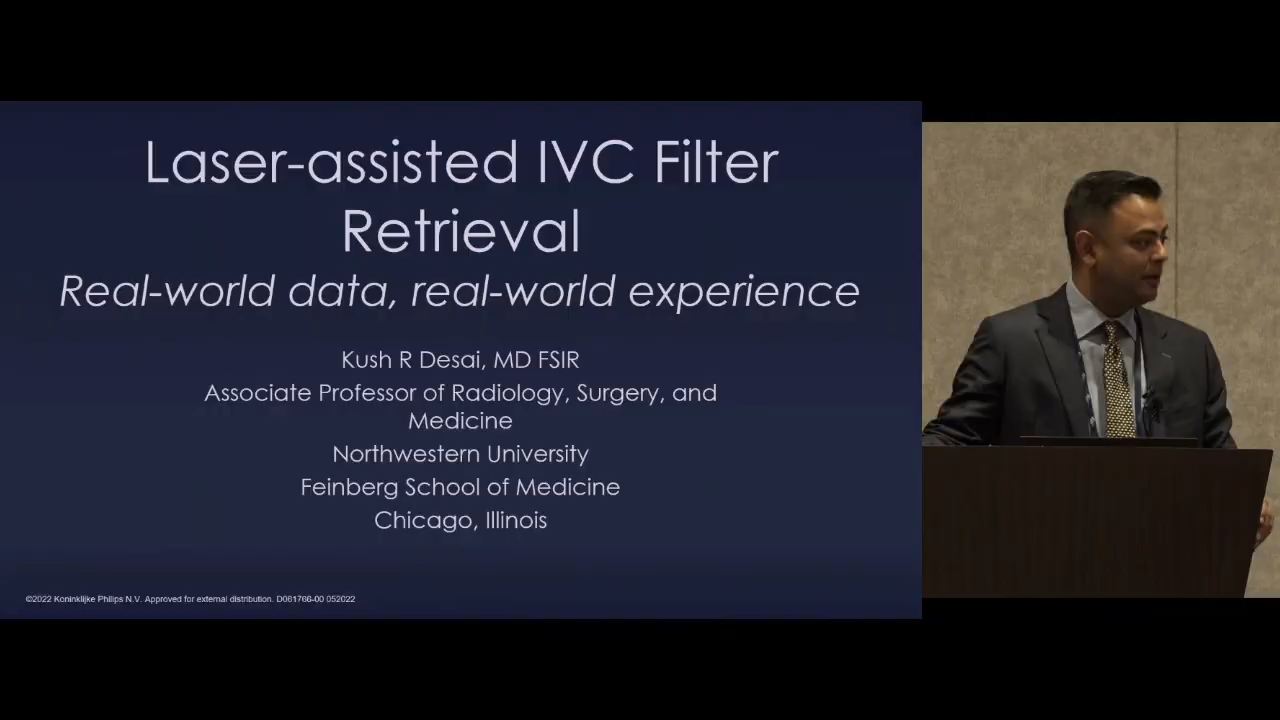 Laser-assisted IVC Filter
Retrieval
Real-world data, real-world experience
Kush R Desai, MD FSIR
Associate Professor of Radiology, Surgery, and
Medicine
Northwestern University
Feinberg School of Medicine
Chicago, Illinois
©2022 Koninklijke Philips N.V. Approved for external distribution. D061766-00 052022